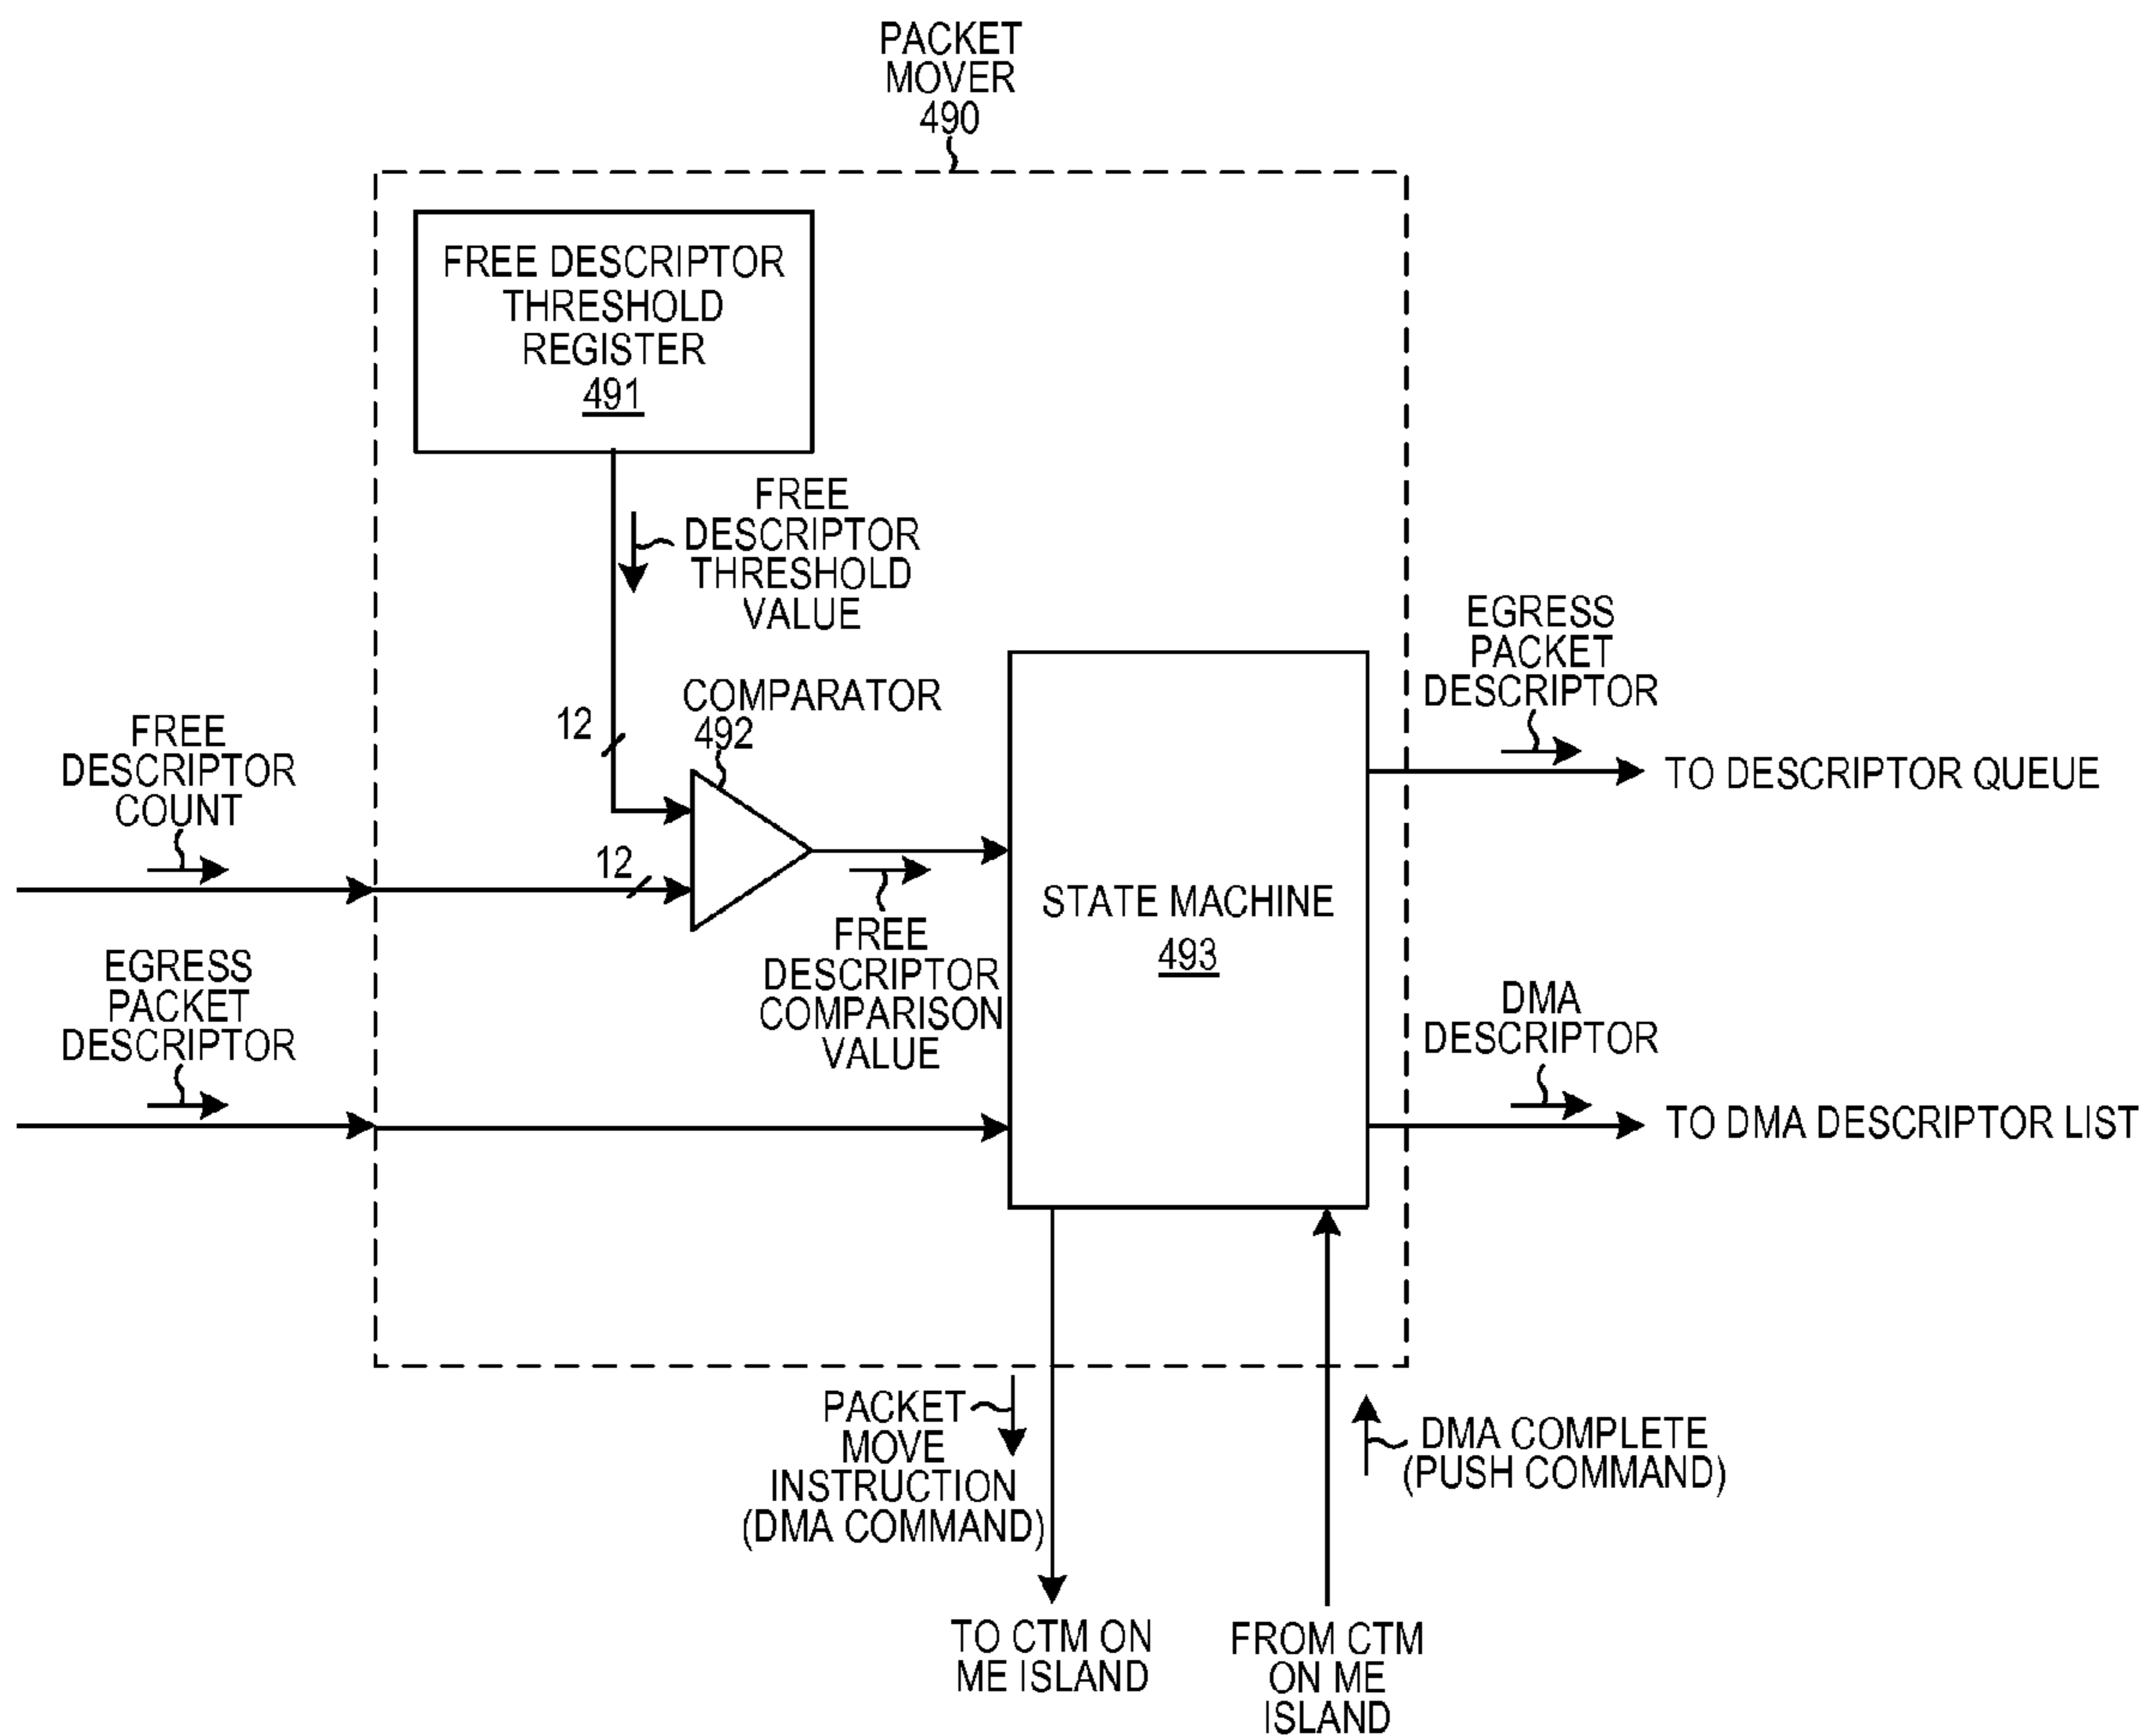 PACKET
MOVER
490
FREE DESCRIPTOR
THRESHOLD
REGISTER
491
FREE
DESCRIPTOR
THRESHOLD
VALUE
12
COMPARATOR
492
FREE
DESCRIPTOR
COUNT
12
FREE
DESCRIPTOR
COMPARISON
VALUE
EGRESS
PACKET
DESCRIPTOR
STATE MACHINE
493
EGRESS
PACKET
DESCRIPTOR
TO DESCRIPTOR QUEUE
DMA
DESCRIPTOR
TO DMA DESCRIPTOR LIST
PACKET
MOVE
INSTRUCTION
(DMA COMMAND)
DMA COMPLETE
(PUSH COMMAND)
TO CTM ON
ME ISLAND
FROM CTM
ON ME
ISLAND